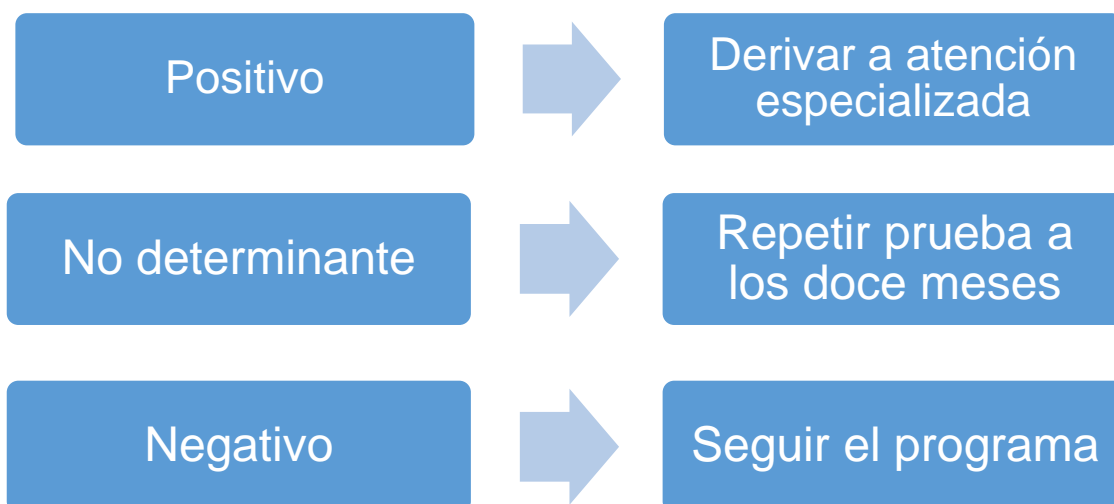 Positivo
Derivar a atención
especializada
No determinante
Repetir prueba a
los doce meses
Negativo
Seguir el programa